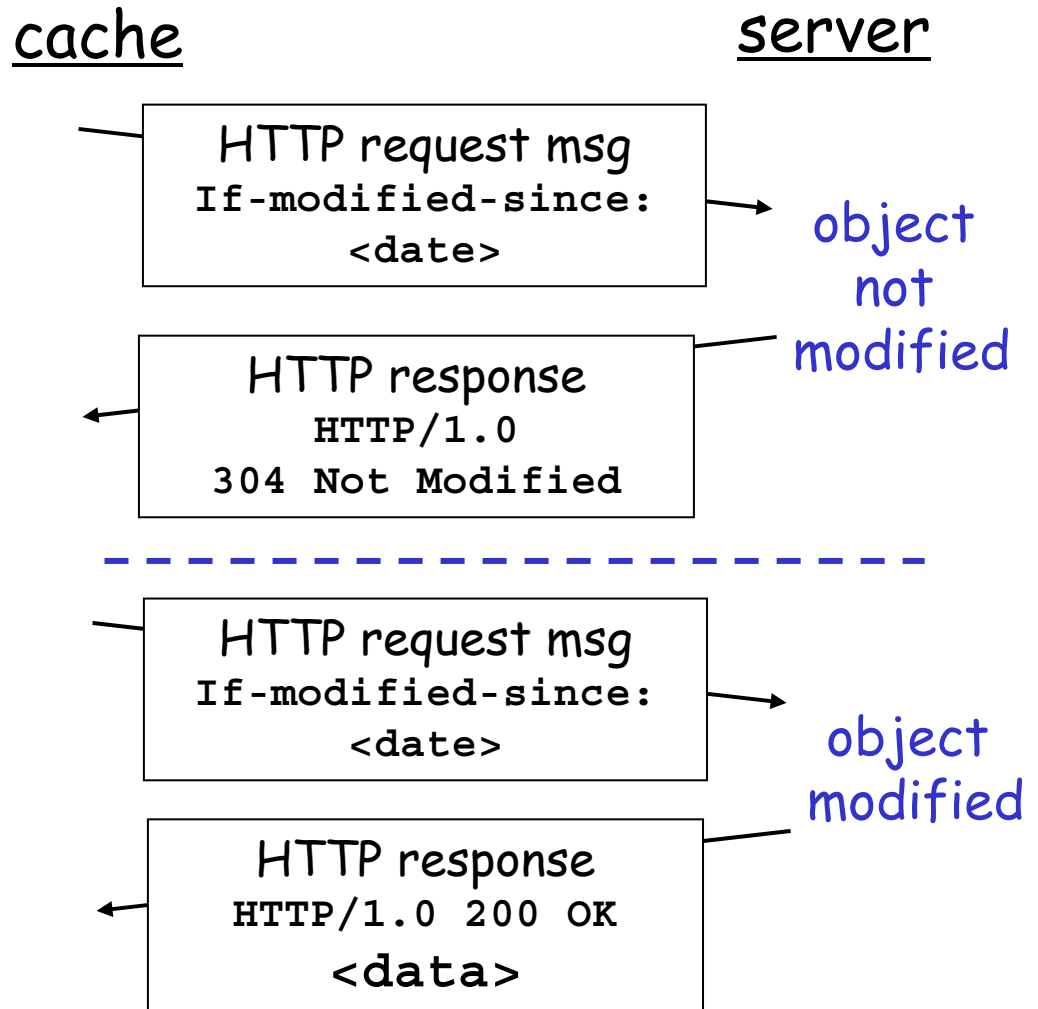 cache
server
HTTP request msg
If-modified-since:
<date>
object
not
modified
HTTP response
HTTP/1.0
304 Not Modified
HTTP request msg
If-modified-since:
<date>
object
modified
HTTP response
HTTP/1.0 200 OK
<data>